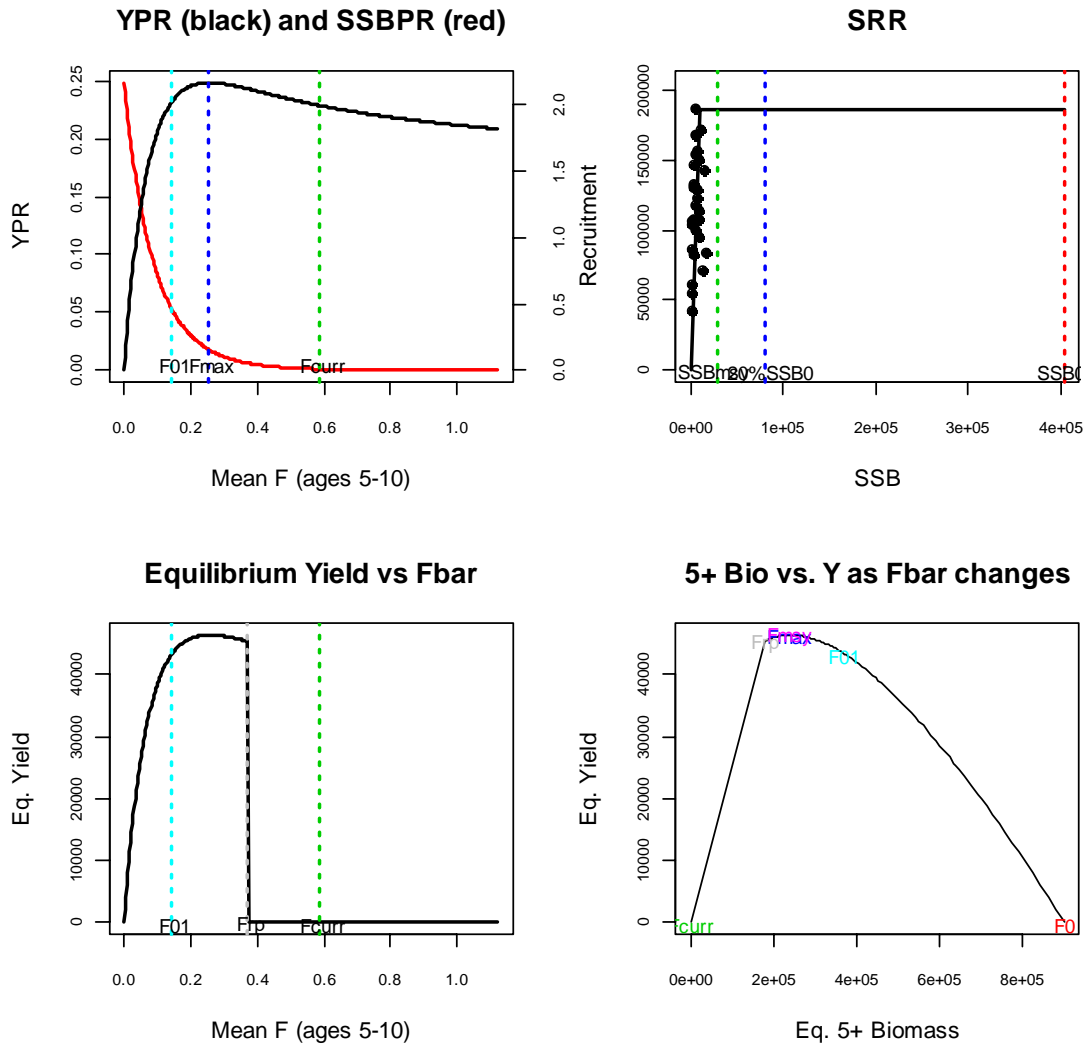 YPR (black) and SSBPR (red)
YPR
0.00 0.05 0.10 0.15 0.20 0.25
0.0 0.5 1.0 1.5 2.0
F01 Fmax Fcurr
0.0 0.2 0.4 0.6 0.8 1.0
Mean F (ages 5-10)
SRR
Recruitment
0 50000 100000 150000 200000
SSBmsy 20%SSB0 SSB0
0e+00 1e+05 2e+05 3e+05 4e+05
SSB
Equilibrium Yield vs Fbar
Eq. Yield
0 10000 20000 30000 40000
F01 Frp Fcurr
0.0 0.2 0.4 0.6 0.8 1.0
Mean F (ages 5-10)
5+ Bio vs. Y as Fbar changes
Eq. Yield
0 10000 20000 30000 40000
Frp Fmax
F01
Fcurr F0
0e+00 2e+05 4e+05 6e+05 8e+05
Eq. 5+ Biomass